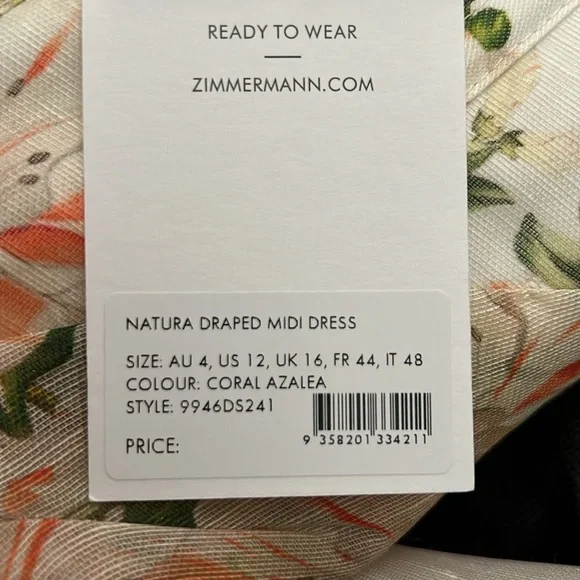 READY TO WEAR
ZIMMERMANN.COM
NATURA DRAPED MIDI DRESS
SIZE: AU 4, US 12, UK 16, FR 44, IT 48
COLOUR: CORAL AZALEA
STYLE: 9946DS241
9 358201 334211
PRICE: